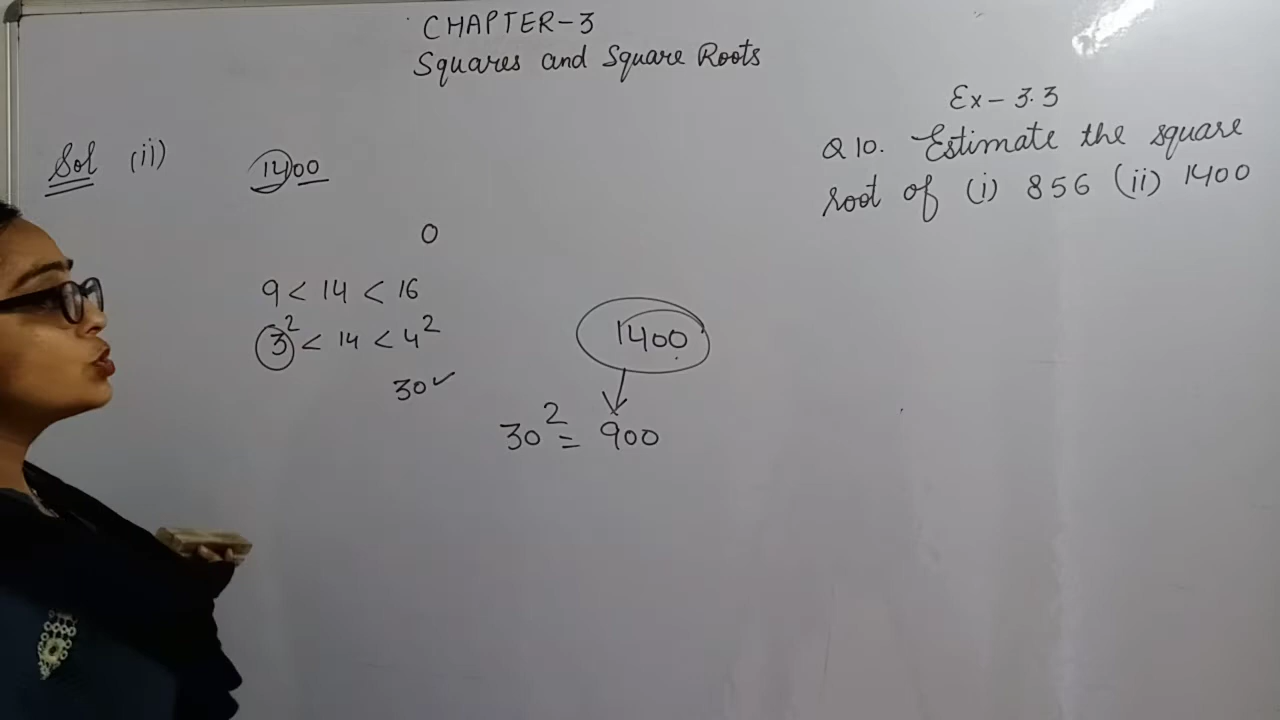 CHAPTER-3
Squares and Square Roots
Ex - 3.3
Q 10. Estimate the square
root of (i) 856 (ii) 1400
Sol (ii) 1400
0
9 < 14 < 16
3² < 14 < 4²
1400
30 ✓
30² = 900